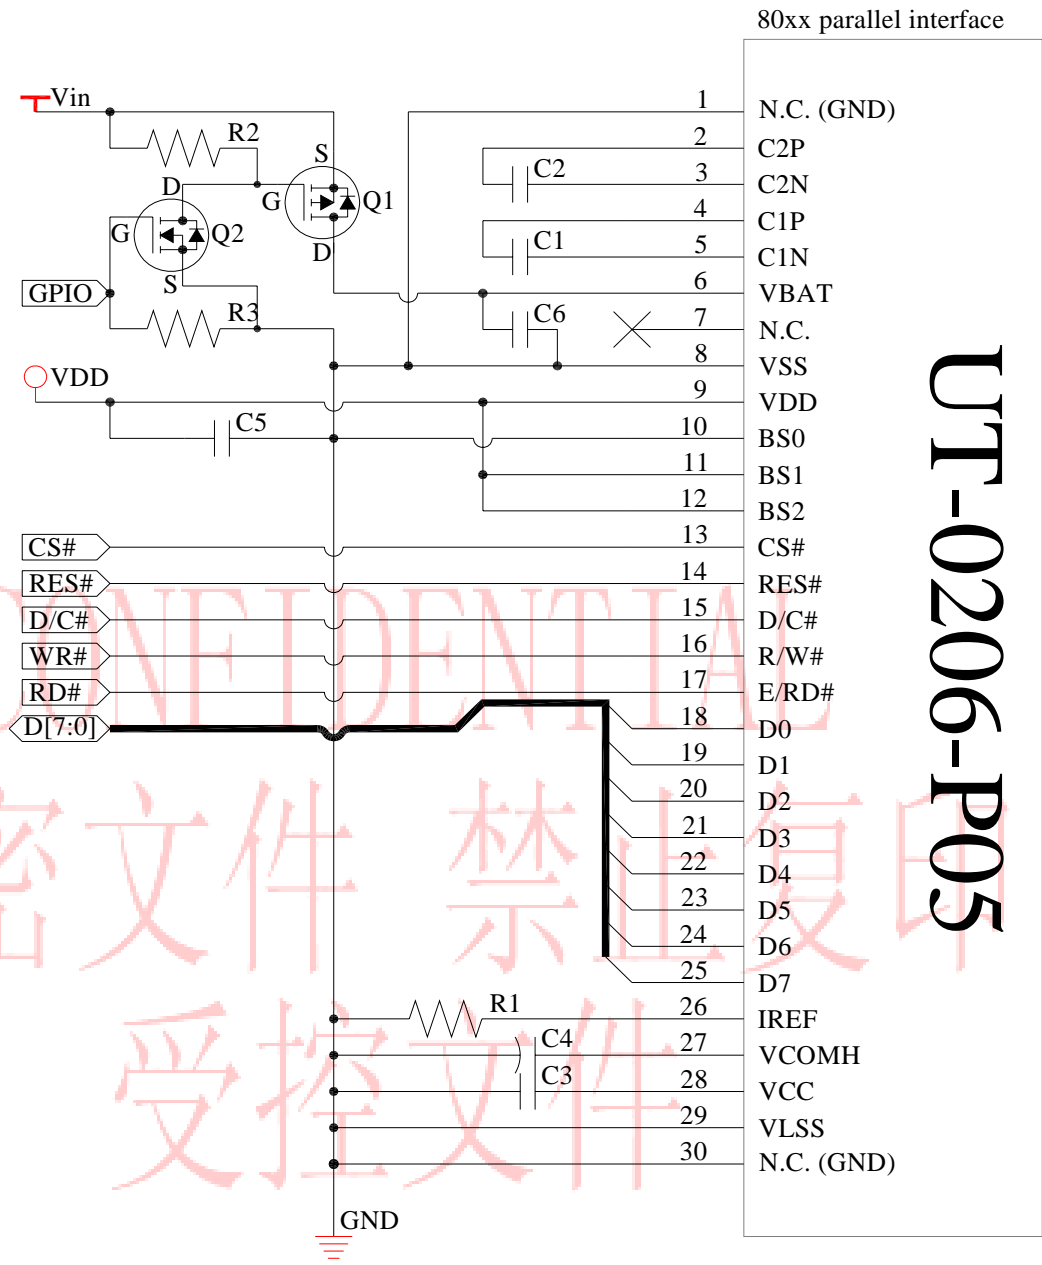 80xx parallel interface
Vin
R2
S
G
Q1
D
D
G
Q2
S
GPIO
R3
VDD
C5
C2
C1
C6
1 N.C. (GND)
2 C2P
3 C2N
4 C1P
5 C1N
6 VBAT
7 N.C.
8 VSS
9 VDD
10 BS0
11 BS1
12 BS2
CS# 13 CS#
RES# 14 RES#
D/C# 15 D/C#
WR# 16 R/W#
RD# 17 E/RD#
D[7:0] 18 D0
19 D1
20 D2
21 D3
22 D4
23 D5
24 D6
25 D7
R1 26 IREF
C4 27 VCOMH
C3 28 VCC
29 VLSS
30 N.C. (GND)
GND
UT-0206-P05
CONFIDENTIAL
密文件 禁止复印
受控文件